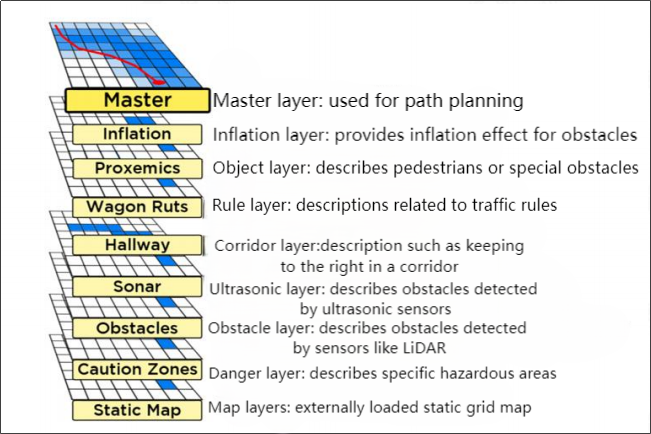 Master
Master layer: used for path planning
Inflation
Inflation layer: provides inflation effect for obstacles
Proxemics
Object layer: describes pedestrians or special obstacles
Wagon Ruts
Rule layer: descriptions related to traffic rules
Hallway
Corridor layer:description such as keeping
to the right in a corridor
Sonar
Ultrasonic layer: describes obstacles detected
by ultrasonic sensors
Obstacles
Obstacle layer: describes obstacles detected
by sensors like LiDAR
Caution Zones
Danger layer: describes specific hazardous areas
Static Map
Map layers: externally loaded static grid map